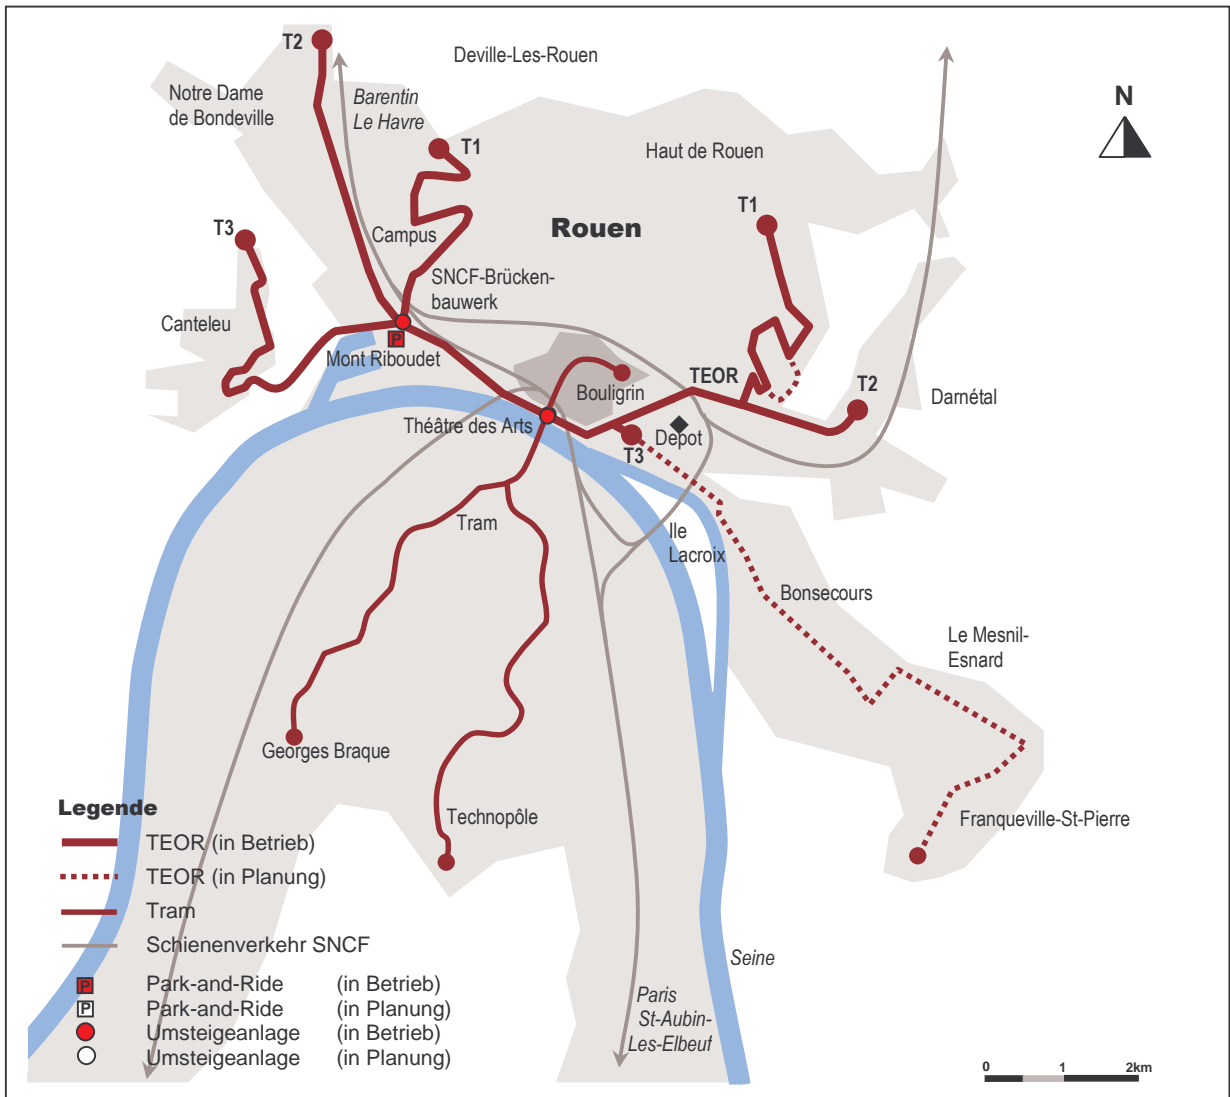 T2
Deville-Les-Rouen
Notre Dame
de Bondeville
Barentin
Le Havre
N
T1
Haut de Rouen
T1
T3
Rouen
Campus
SNCF-Brücken-
bauwerk
Canteleu
P
Mont Riboudet
TEOR
Bouligrin
T2
Darnétal
Théâtre des Arts
Depot
T3
Tram
Ile
Lacroix
Bonsecours
Le Mesnil-
Esnard
Georges Braque
Technopôle
Franqueville-St-Pierre
Legende
TEOR (in Betrieb)
TEOR (in Planung)
Tram
Schienenverkehr SNCF
P Park-and-Ride (in Betrieb)
P Park-and-Ride (in Planung)
Umsteigeanlage (in Betrieb)
Umsteigeanlage (in Planung)
Seine
Paris
St-Aubin-
Les-Elbeuf
0 1 2km